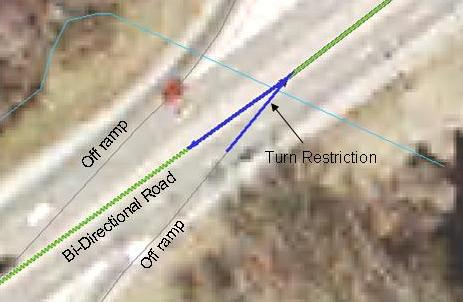 Off ramp
Turn Restriction
Bi-Directional Road
Off ramp